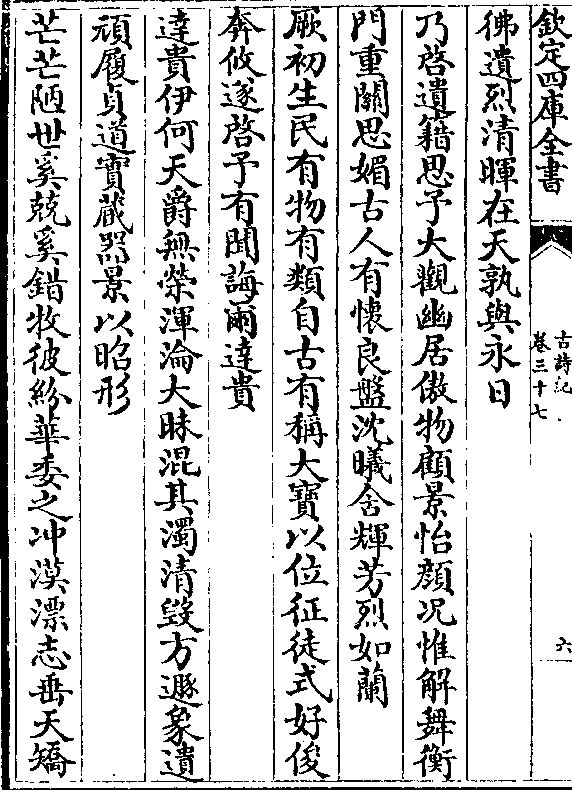 欽定四庫全書
古詩紀
卷三十七
六
彿遺烈清暉在天孰與永日
乃啓遺籍思予大觀幽居傲物顧景怡顔况惟解舞衡
門重關思媚古人有懷良盤沈曦含輝芳烈如蘭
厥初生民有物有類自古有稱大寶以位征徒式好俊
奔攸遂啓予有聞誨爾達貴
達貴伊何天爵無榮渾淪大昧混其濁清毀方遯象遺
頑履貞道寶藏器景以昭形
芒芒陋世奚兢奚錯牧彼紛華委之冲漠漂志垂天矯